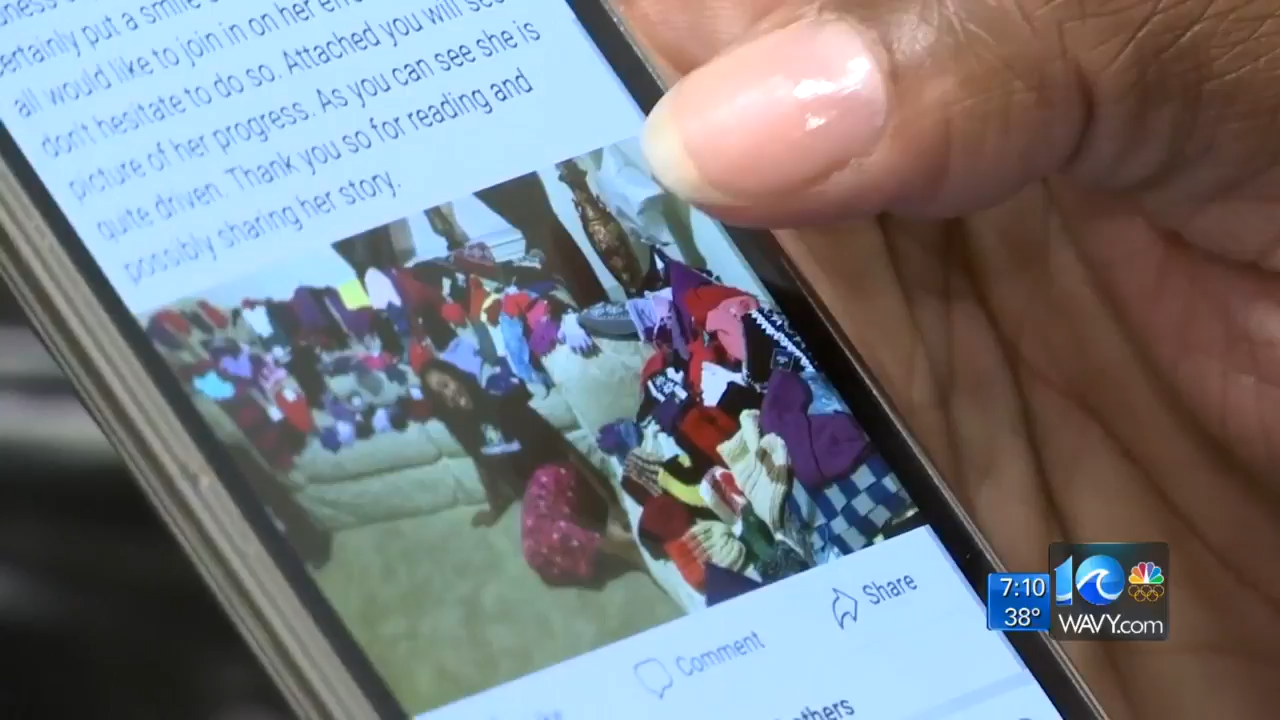 certainly put a smile
all would like to join in on her
don't hesitate to do so. Attached you will see
picture of her progress. As you can see she is
quite driven. Thank you so for reading and
possibly sharing her story.
Share
Comment
7:10
38°
10
WAVY.com